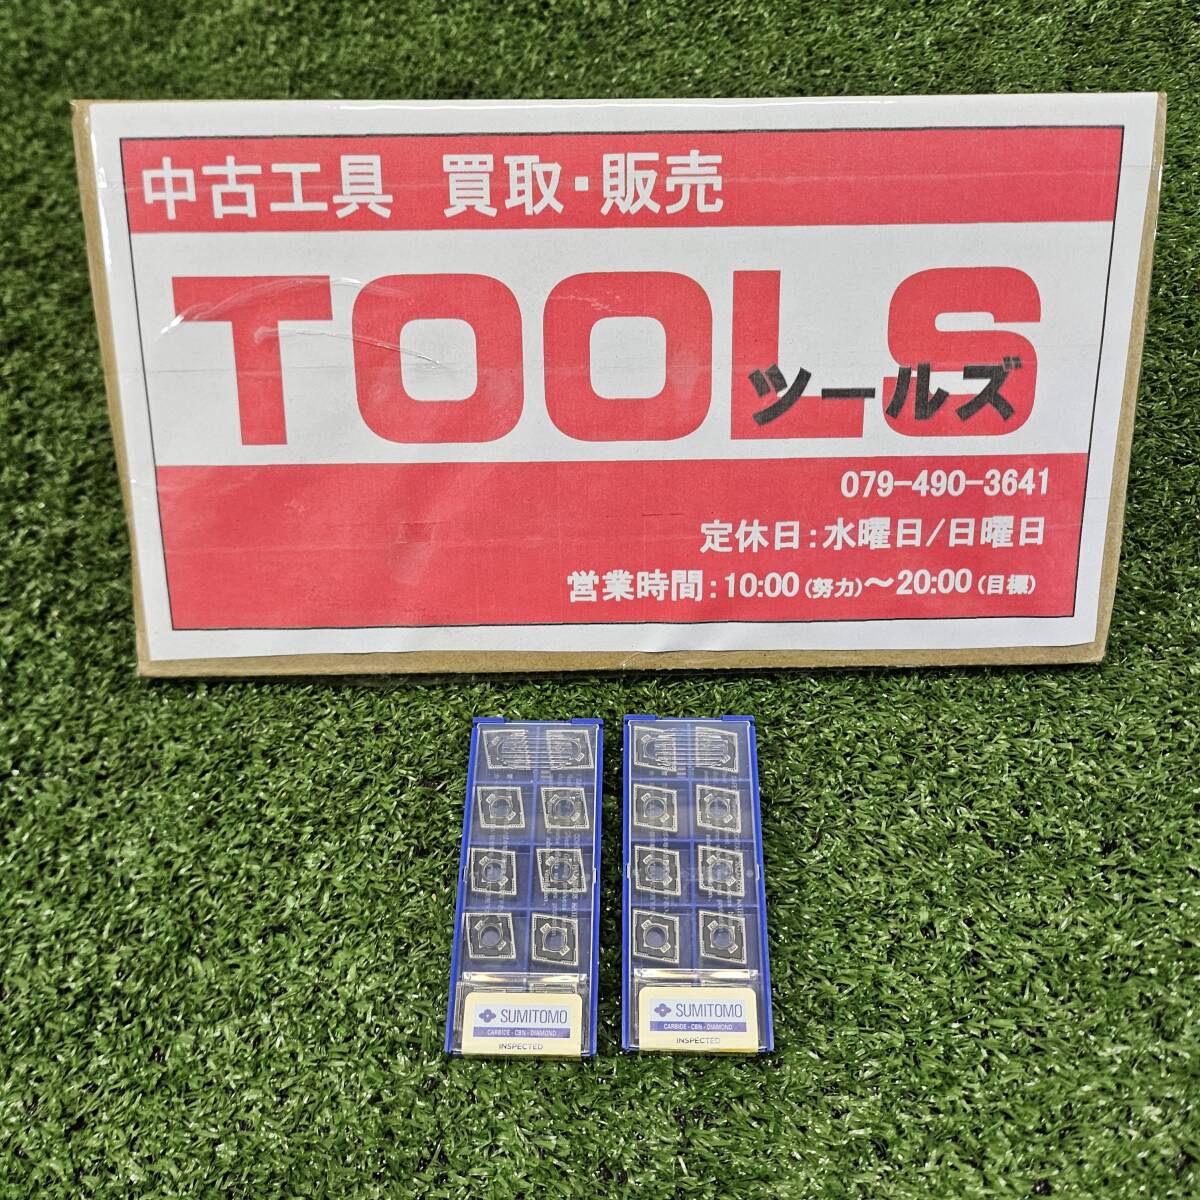 中古工具　買取・販売
TOOLS
ツールズ
079-490-3641
定休日：水曜日/日曜日
営業時間：10:00（努力）～20:00（目標）
SUMITOMO
CARBIDE - CBN - DIAMOND
INSPECTED
SUMITOMO
CARBIDE - CBN - DIAMOND
INSPECTED